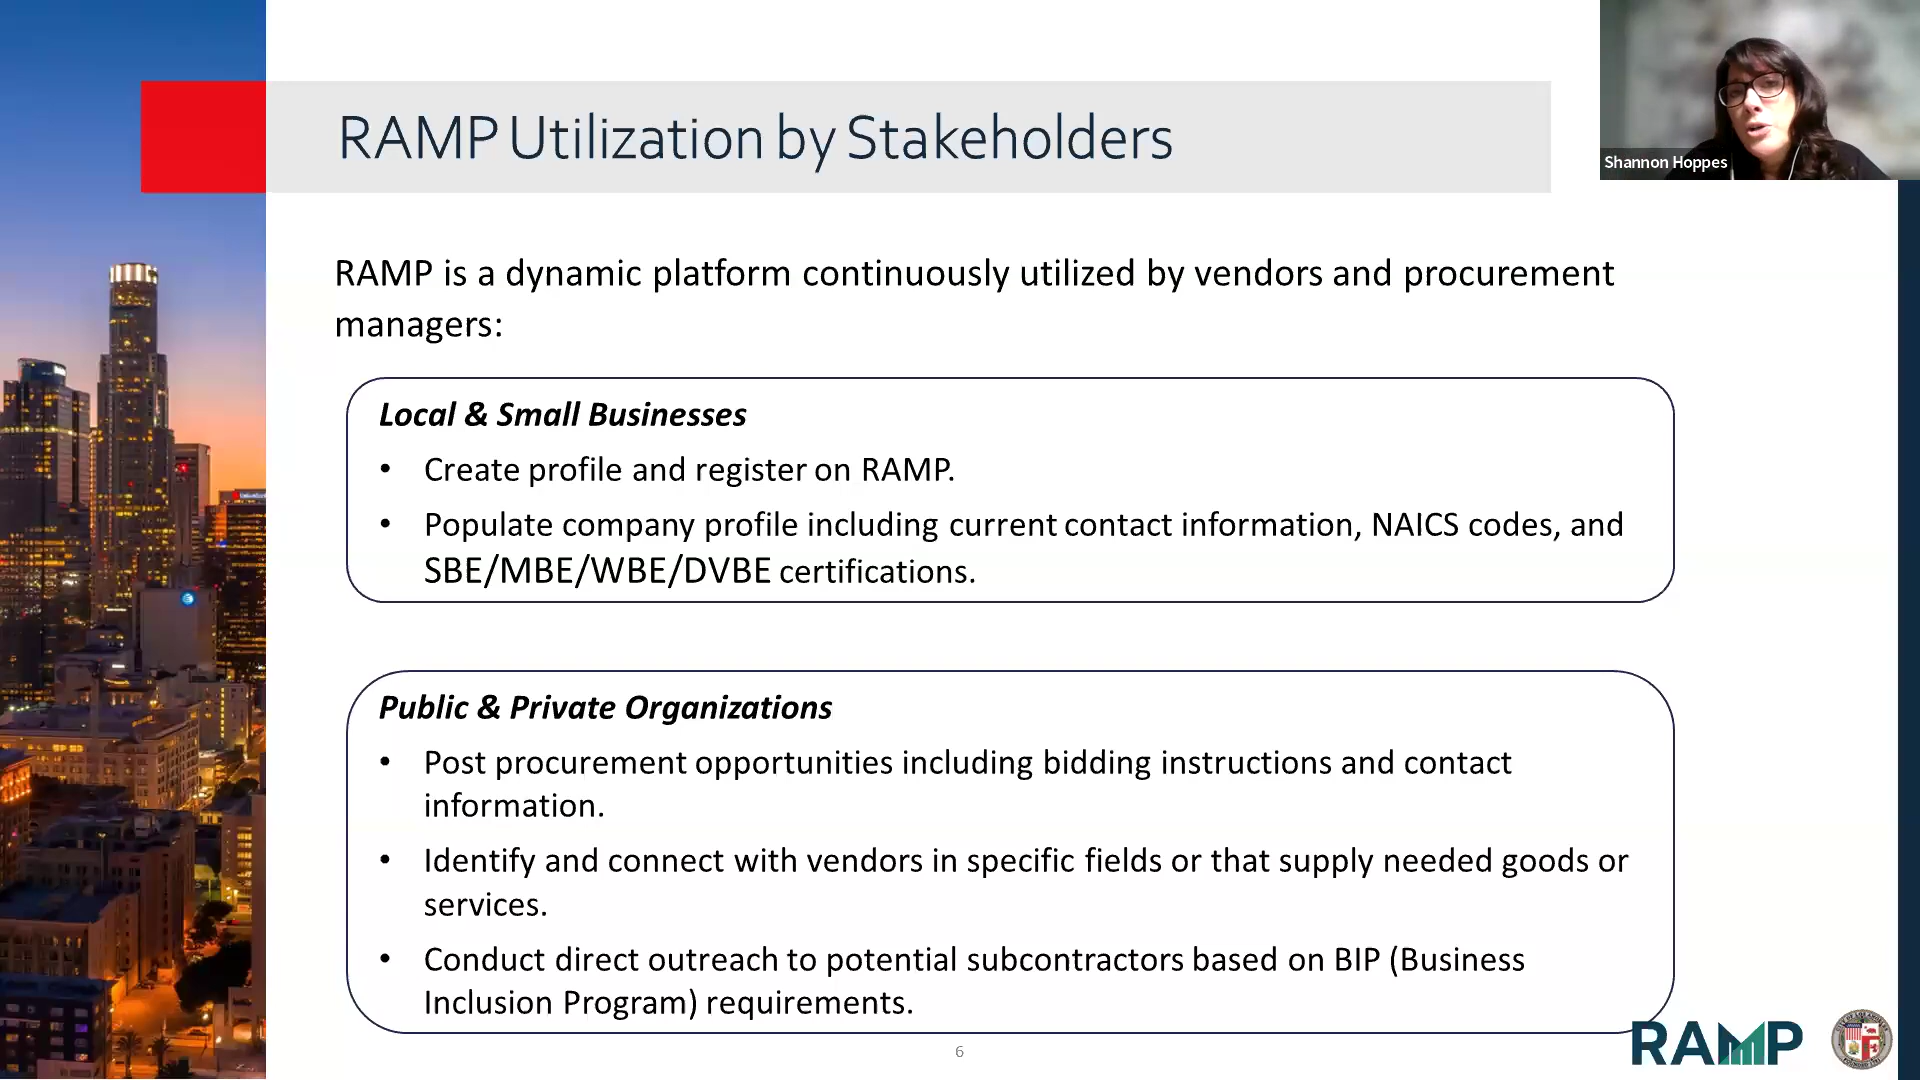 RAMP Utilization by Stakeholders
Shannon Hoppes
RAMP is a dynamic platform continuously utilized by vendors and procurement
managers:
Local & Small Businesses
• Create profile and register on RAMP.
• Populate company profile including current contact information, NAICS codes, and
SBE/MBE/WBE/DVBE certifications.
Public & Private Organizations
• Post procurement opportunities including bidding instructions and contact
information.
• Identify and connect with vendors in specific fields or that supply needed goods or
services.
• Conduct direct outreach to potential subcontractors based on BIP (Business
Inclusion Program) requirements.
6
RAMP